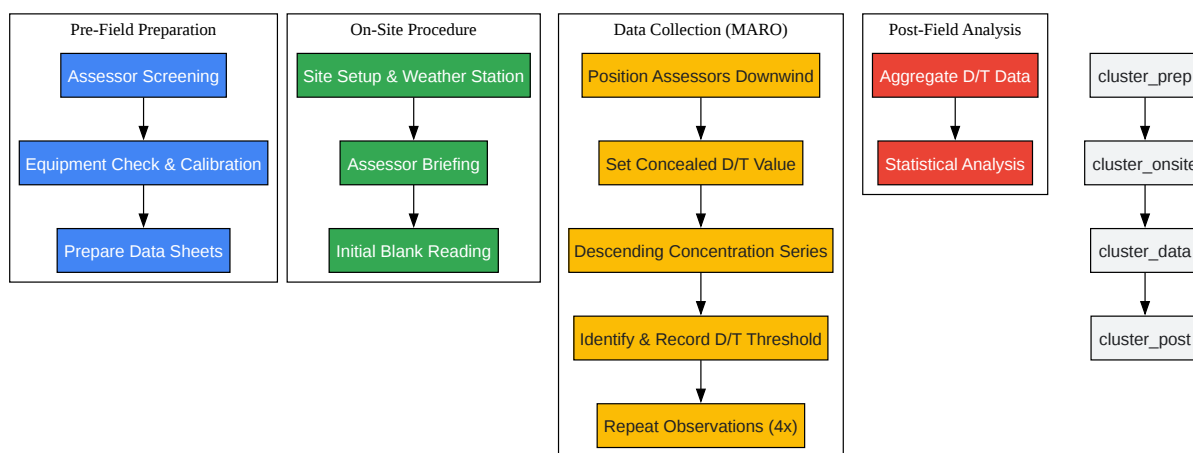 Pre-Field Preparation
Assessor Screening
Equipment Check & Calibration
Prepare Data Sheets
On-Site Procedure
Site Setup & Weather Station
Assessor Briefing
Initial Blank Reading
Data Collection (MARO)
Position Assessors Downwind
Set Concealed D/T Value
Descending Concentration Series
Identify & Record D/T Threshold
Repeat Observations (4x)
Post-Field Analysis
Aggregate D/T Data
Statistical Analysis
cluster_prep
cluster_onsite
cluster_data
cluster_post